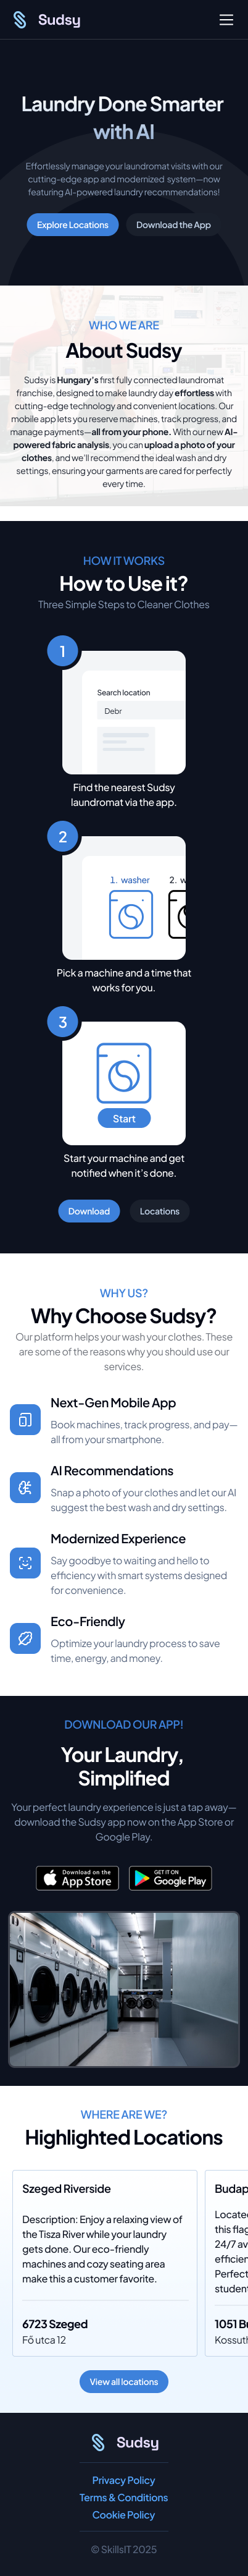 Sudsy
Laundry Done Smarter
with AI
Effortlessly manage your laundromat visits with our
cutting-edge app and modernized system—now
featuring AI-powered laundry recommendations!
Explore Locations
Download the App
WHO WE ARE
About Sudsy
Sudsy is Hungary's first fully connected laundromat
franchise, designed to make laundry day effortless with
cutting-edge technology and convenient locations. Our
mobile app lets you reserve machines, track progress, and
manage payments—all from your phone. With our new AI-
powered fabric analysis, you can upload a photo of your
clothes, and we'll recommend the ideal wash and dry
settings, ensuring your garments are cared for perfectly
every time.
HOW IT WORKS
How to Use it?
Three Simple Steps to Cleaner Clothes
1
Search location
Debr
Find the nearest Sudsy
laundromat via the app.
2
1. washer
2. w
Pick a machine and a time that
works for you.
3
Start
Start your machine and get
notified when it's done.
Download
Locations
WHY US?
Why Choose Sudsy?
Our platform helps your wash your clothes. These
are some of the reasons why you should use our
services.
Next-Gen Mobile App
Book machines, track progress, and pay—
all from your smartphone.
AI Recommendations
Snap a photo of your clothes and let our AI
suggest the best wash and dry settings.
Modernized Experience
Say goodbye to waiting and hello to
efficiency with smart systems designed
for convenience.
Eco-Friendly
Optimize your laundry process to save
time, energy, and money.
DOWNLOAD OUR APP!
Your Laundry,
Simplified
Your perfect laundry experience is just a tap away—
download the Sudsy app now on the App Store or
Google Play.
Download on the
App Store
GET IT ON
Google Play
WHERE ARE WE?
Highlighted Locations
Szeged Riverside
Description: Enjoy a relaxing view of
the Tisza River while your laundry
gets done. Our eco-friendly
machines and cozy seating area
make this a customer favorite.
6723 Szeged
Fő utca 12
Budap
Locate
this flag
24/7 av
efficien
Perfect
student
1051 Bu
Kossuth
View all locations
Sudsy
Privacy Policy
Terms & Conditions
Cookie Policy
© SkillsIT 2025